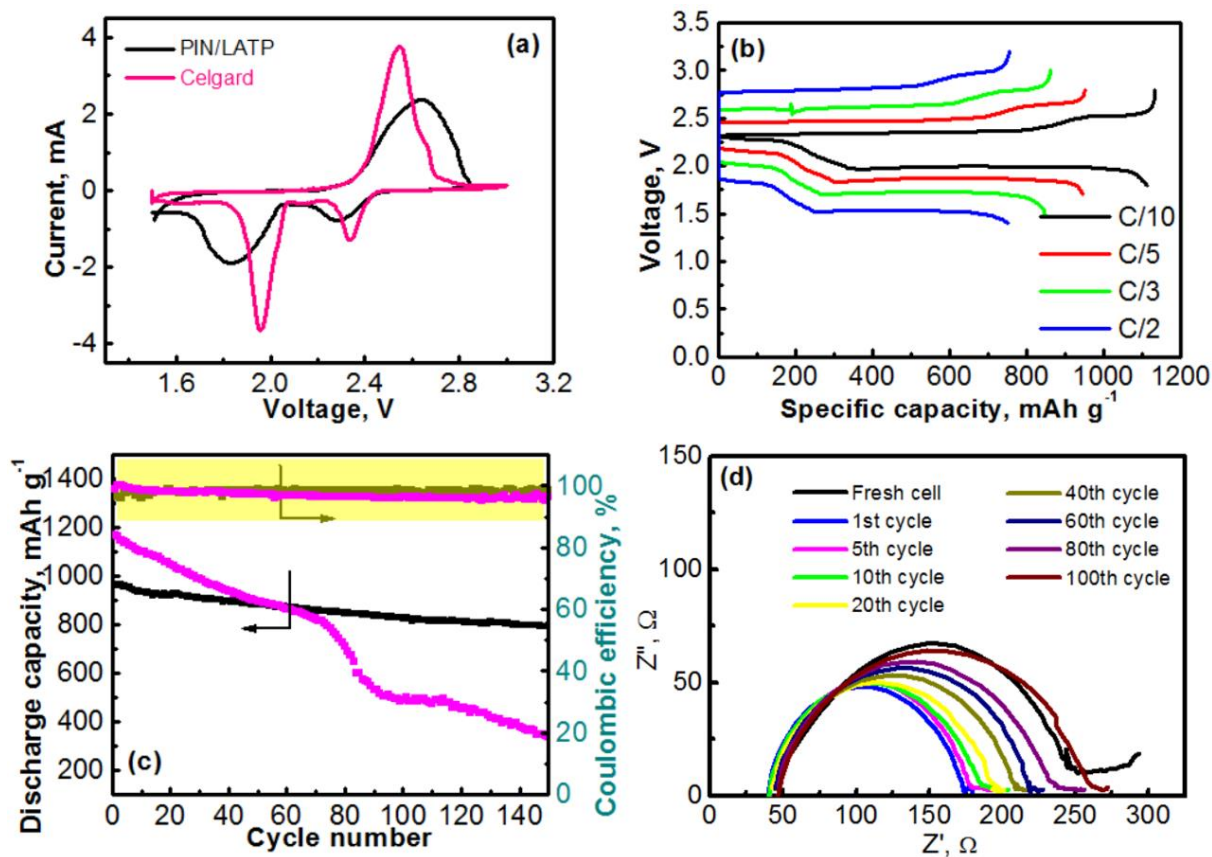 (a)
PIN/LATP
Celgard
Current, mA
4
2
0
-2
-4
1.6 2.0 2.4 2.8 3.2
Voltage, V
(b)
Voltage, V
3.5
3.0
2.5
2.0
1.5
1.0
0.5
0.0
C/10
C/5
C/3
C/2
0 200 400 600 800 1000 1200
Specific capacity, mAh g-1
(c)
Discharge capacity, mAh g-1
1400
1200
1000
800
600
400
200
Coulombic efficiency, %
100
80
60
40
20
0
0 20 40 60 80 100 120 140
Cycle number
(d)
Fresh cell
1st cycle
5th cycle
10th cycle
20th cycle
40th cycle
60th cycle
80th cycle
100th cycle
Z'', Ω
150
100
50
0
0 50 100 150 200 250 300
Z', Ω